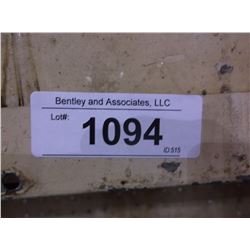 Bentley and Associates, LLC
Lot#:
1094
ID:515